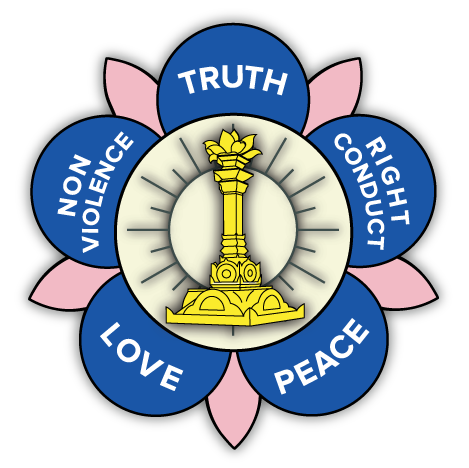 TRUTH
RIGHT
CONDUCT
PEACE
LOVE
NON
VIOLENCE